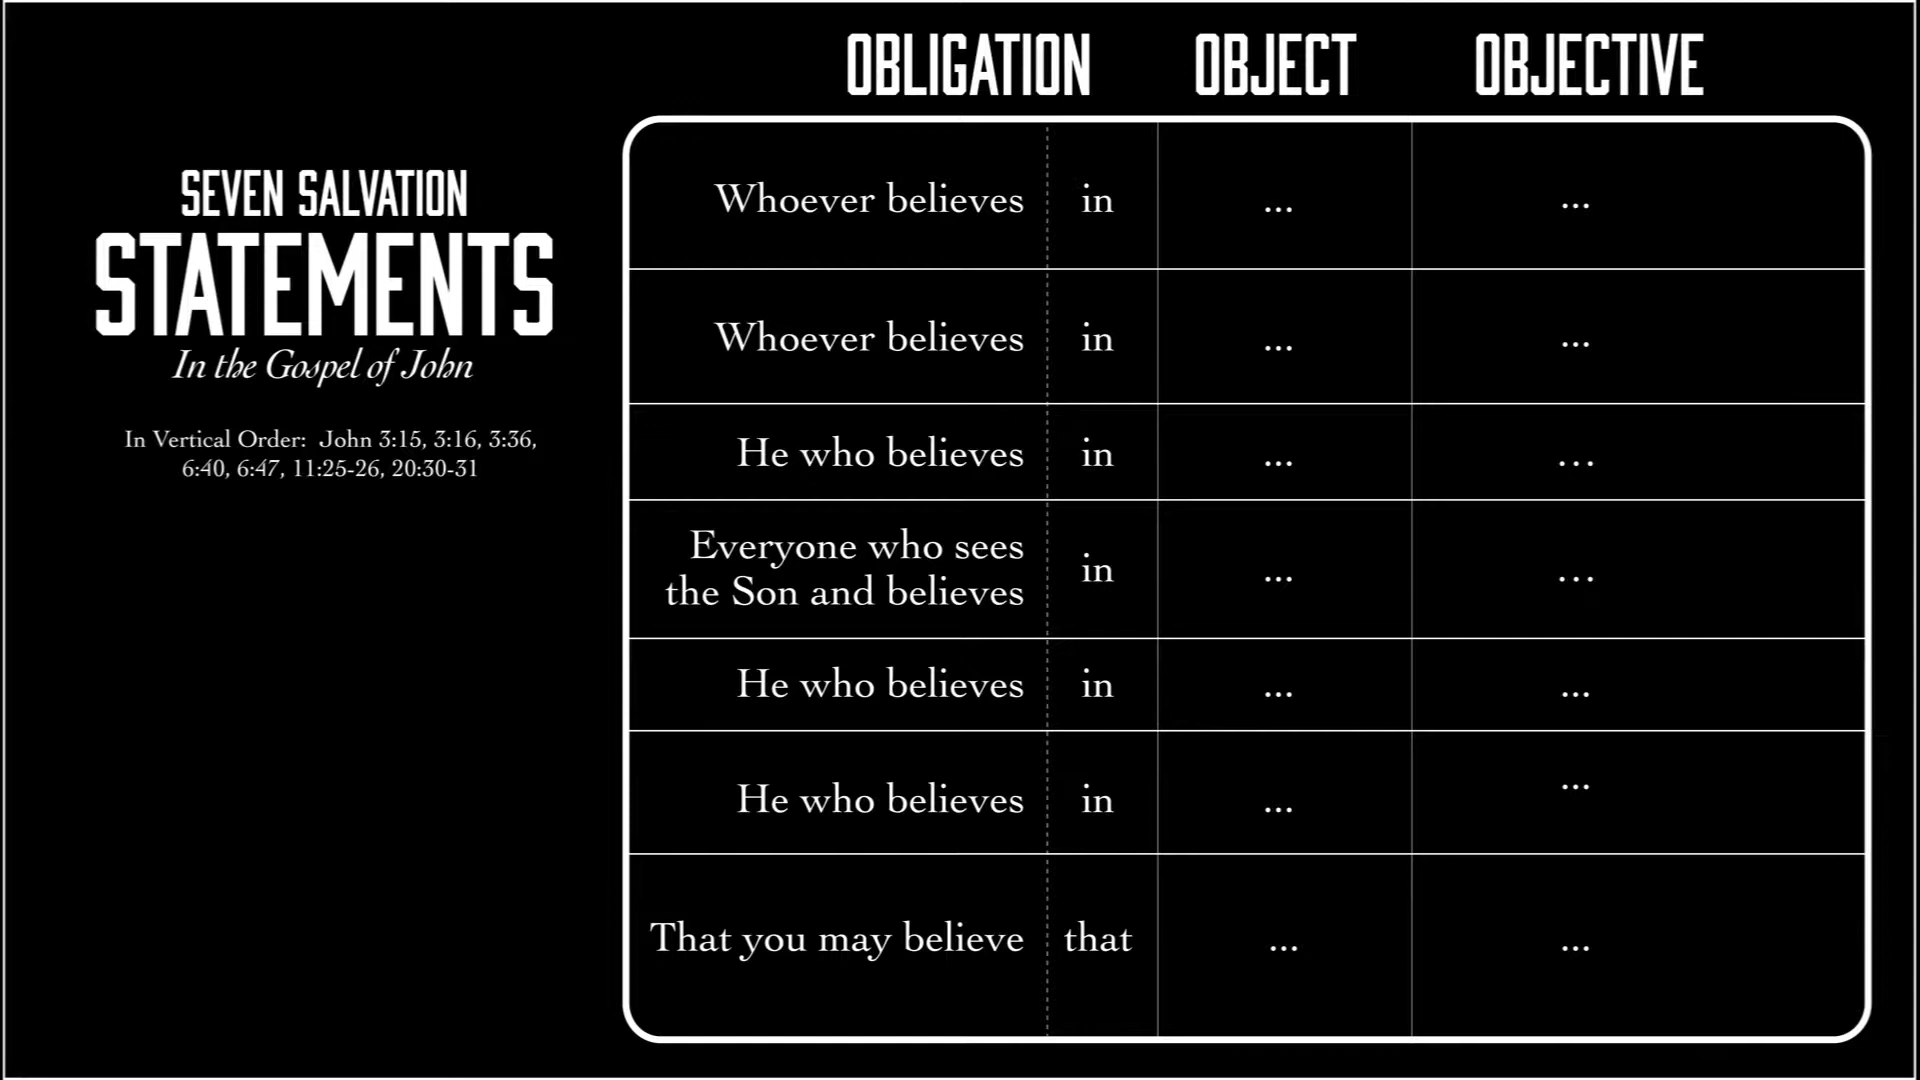 OBLIGATION OBJECT OBJECTIVE
SEVEN SALVATION
STATEMENTS
In the Gospel of John
In Vertical Order: John 3:15, 3:16, 3:36,
6:40, 6:47, 11:25-26, 20:30-31
Whoever believes in ... ...
Whoever believes in ... ...
He who believes in ... ...
Everyone who sees
the Son and believes in ... ...
He who believes in ... ...
He who believes in ... ...
That you may believe that ... ...